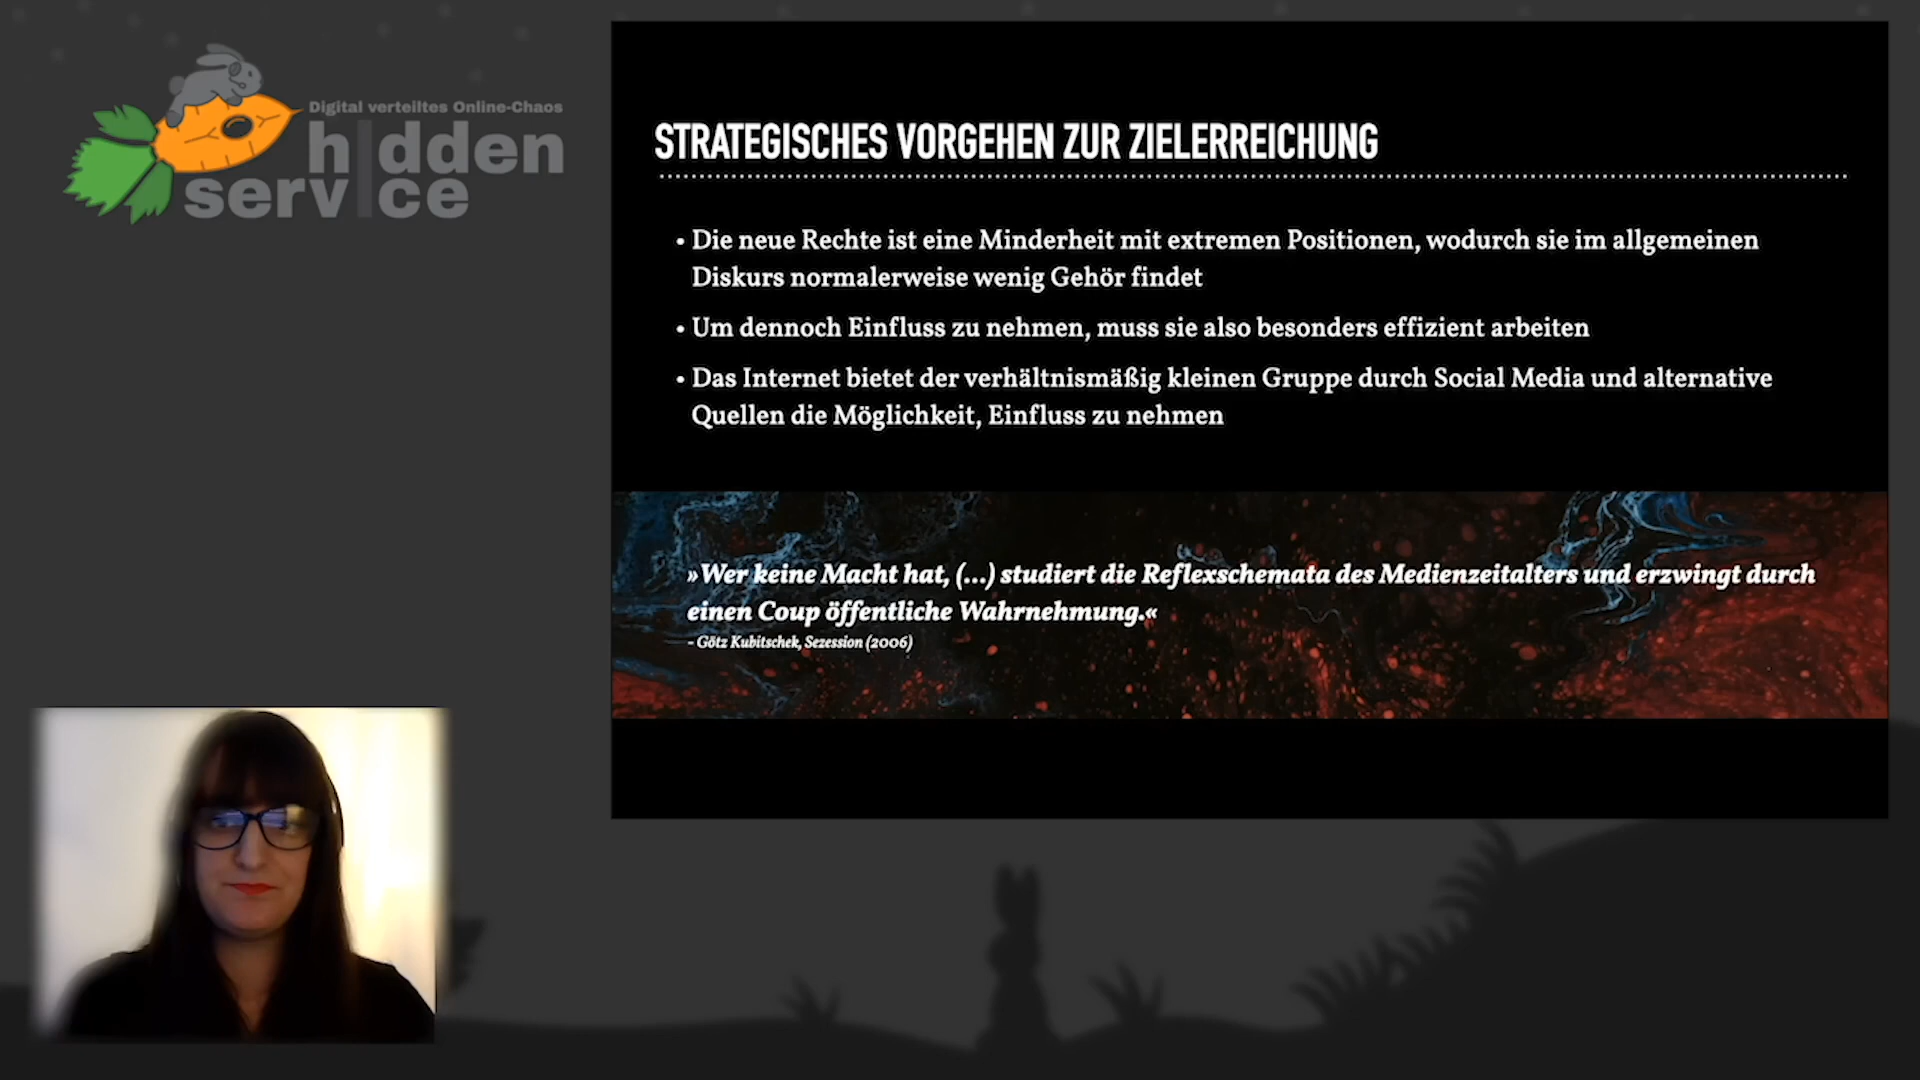 Digital verteiltes Online-Chaos
hidden
service
STRATEGISCHES VORGEHEN ZUR ZIELERREICHUNG
• Die neue Rechte ist eine Minderheit mit extremen Positionen, wodurch sie im allgemeinen
Diskurs normalerweise wenig Gehör findet
• Um dennoch Einfluss zu nehmen, muss sie also besonders effizient arbeiten
• Das Internet bietet der verhältnismäßig kleinen Gruppe durch Social Media und alternative
Quellen die Möglichkeit, Einfluss zu nehmen
»Wer keine Macht hat, (...) studiert die Reflexschemata des Medienzeitalters und erzwingt durch
einen Coup öffentliche Wahrnehmung.«
- Götz Kubitschek, Sezession (2006)